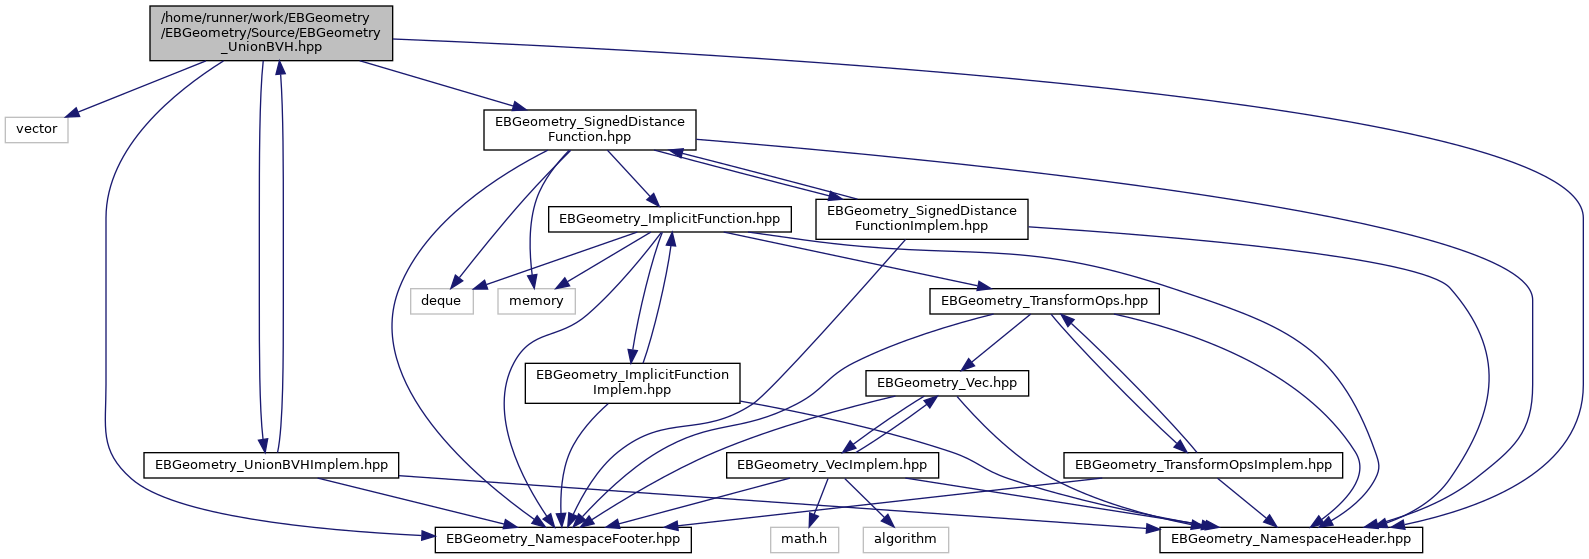 /home/runner/work/EBGeometry
/EBGeometry/Source/EBGeometry
_UnionBVH.hpp
vector
EBGeometry_SignedDistance
Function.hpp
EBGeometry_ImplicitFunction.hpp
EBGeometry_SignedDistance
FunctionImplem.hpp
deque
memory
EBGeometry_TransformOps.hpp
EBGeometry_ImplicitFunction
Implem.hpp
EBGeometry_Vec.hpp
EBGeometry_UnionBVHImplem.hpp
EBGeometry_VecImplem.hpp
EBGeometry_TransformOpsImplem.hpp
EBGeometry_NamespaceFooter.hpp
math.h
algorithm
EBGeometry_NamespaceHeader.hpp